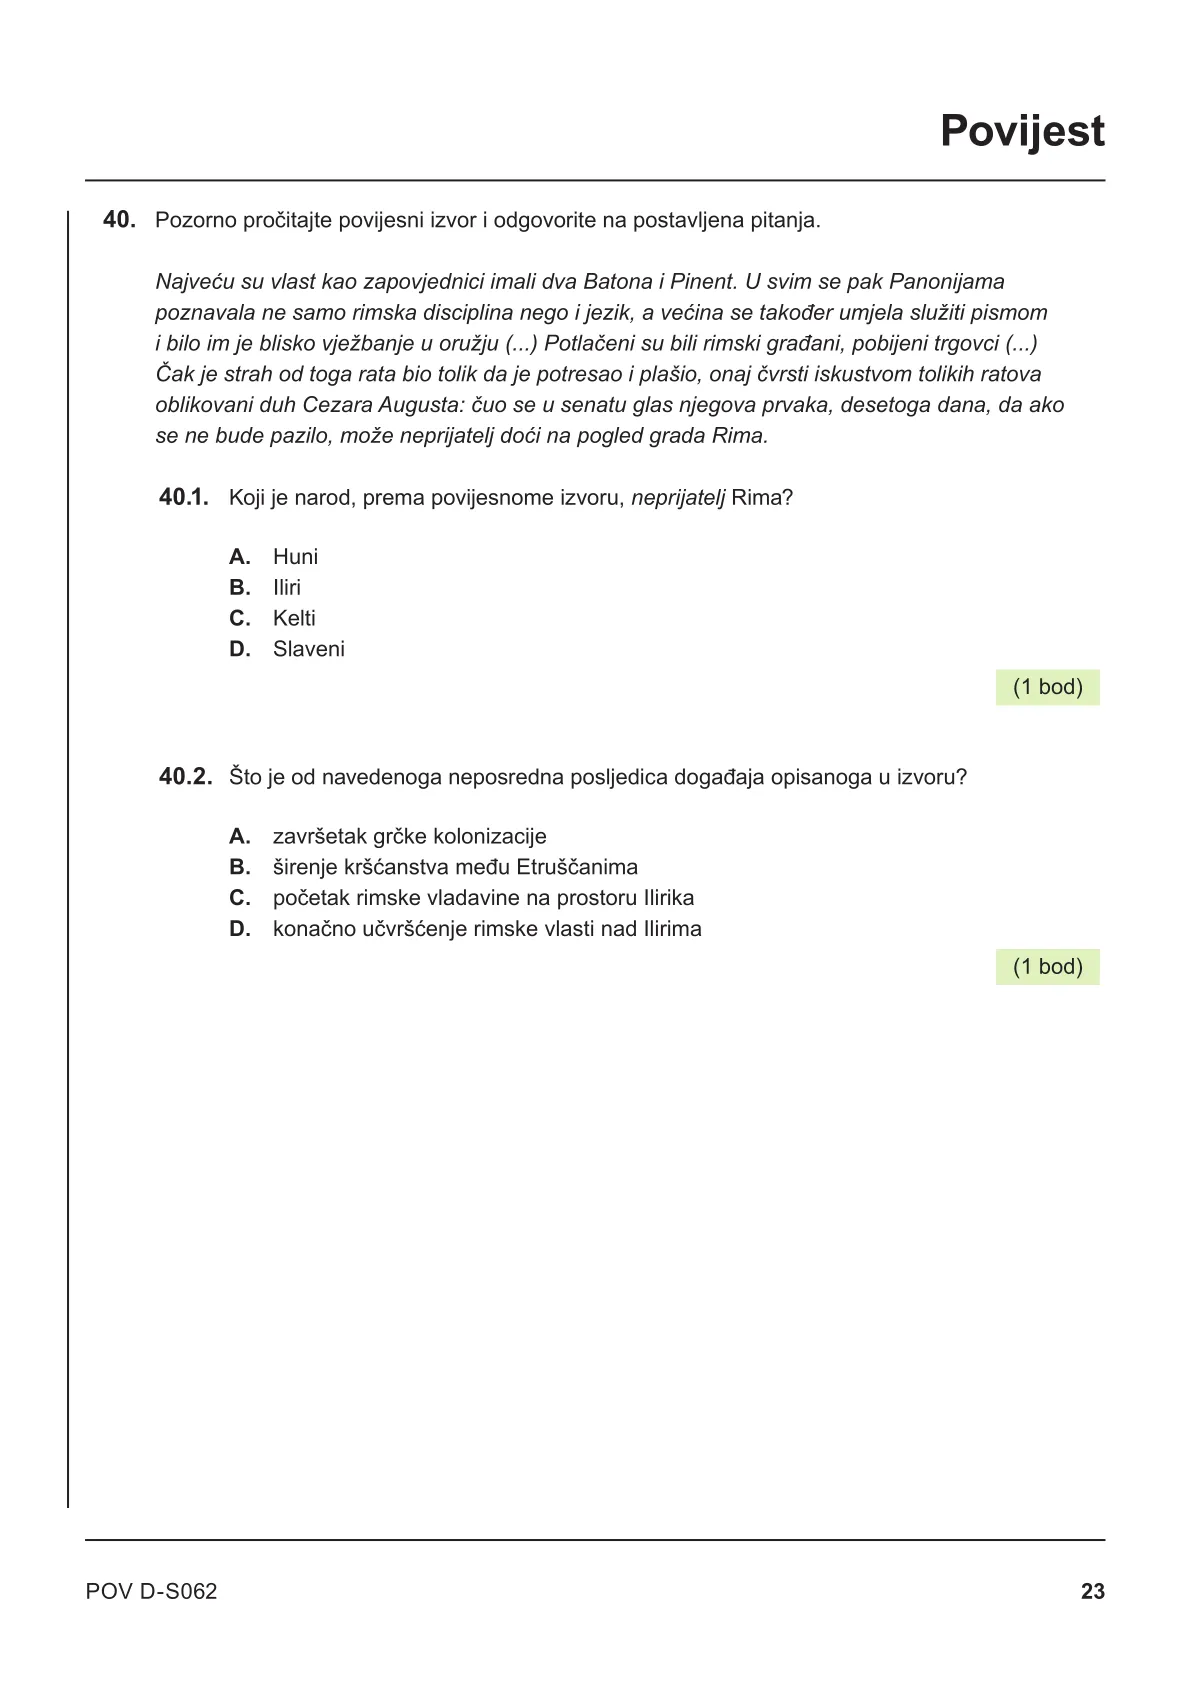 Povijest
40. Pozorno pročitajte povijesni izvor i odgovorite na postavljena pitanja.
Najveću su vlast kao zapovjednici imali dva Batona i Pinent. U svim se pak Panonijama
poznavala ne samo rimska disciplina nego i jezik, a većina se također umjela služiti pismom
i bilo im je blisko vježbanje u oružju (...) Potlačeni su bili rimski građani, pobijeni trgovci (...)
Čak je strah od toga rata bio tolik da je potresao i plašio, onaj čvrsti iskustvom tolikih ratova
oblikovani duh Cezara Augusta: čuo se u senatu glas njegova prvaka, desetoga dana, da ako
se ne bude pazilo, može neprijatelj doći na pogled grada Rima.
40.1. Koji je narod, prema povijesnome izvoru, neprijatelj Rima?
A. Huni
B. Iliri
C. Kelti
D. Slaveni
(1 bod)
40.2. Što je od navedenoga neposredna posljedica događaja opisanoga u izvoru?
A. završetak grčke kolonizacije
B. širenje kršćanstva među Etruščanima
C. početak rimske vladavine na prostoru Ilirika
D. konačno učvršćenje rimske vlasti nad Ilirima
(1 bod)
POV D-S062
23